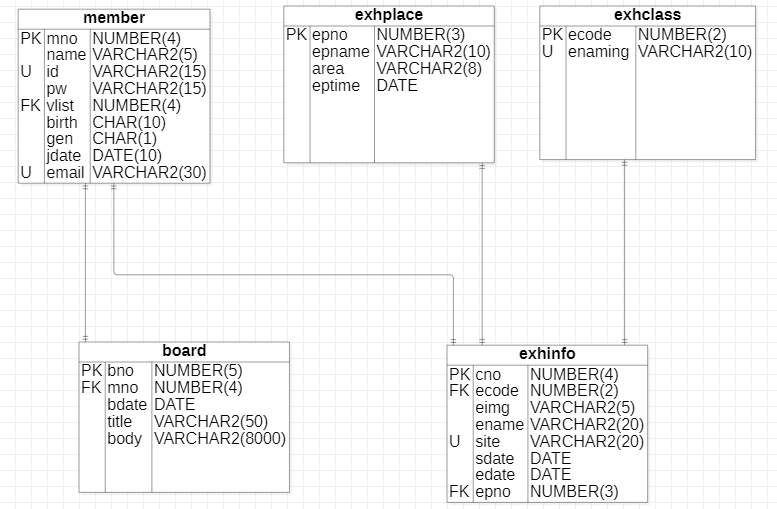 member
PK mno NUMBER(4)
name VARCHAR2(5)
U id VARCHAR2(15)
pw VARCHAR2(15)
FK vlist NUMBER(4)
birth CHAR(10)
gen CHAR(1)
jdate DATE(10)
U email VARCHAR2(30)
exhplace
PK epno NUMBER(3)
epname VARCHAR2(10)
area VARCHAR2(8)
eptime DATE
exhclass
PK ecode NUMBER(2)
U enaming VARCHAR2(10)
board
PK bno NUMBER(5)
FK mno NUMBER(4)
bdate DATE
title VARCHAR2(50)
body VARCHAR2(8000)
exhinfo
PK cno NUMBER(4)
FK ecode NUMBER(2)
eimg VARCHAR2(5)
ename VARCHAR2(20)
U site VARCHAR2(20)
sdate DATE
edate DATE
FK epno NUMBER(3)